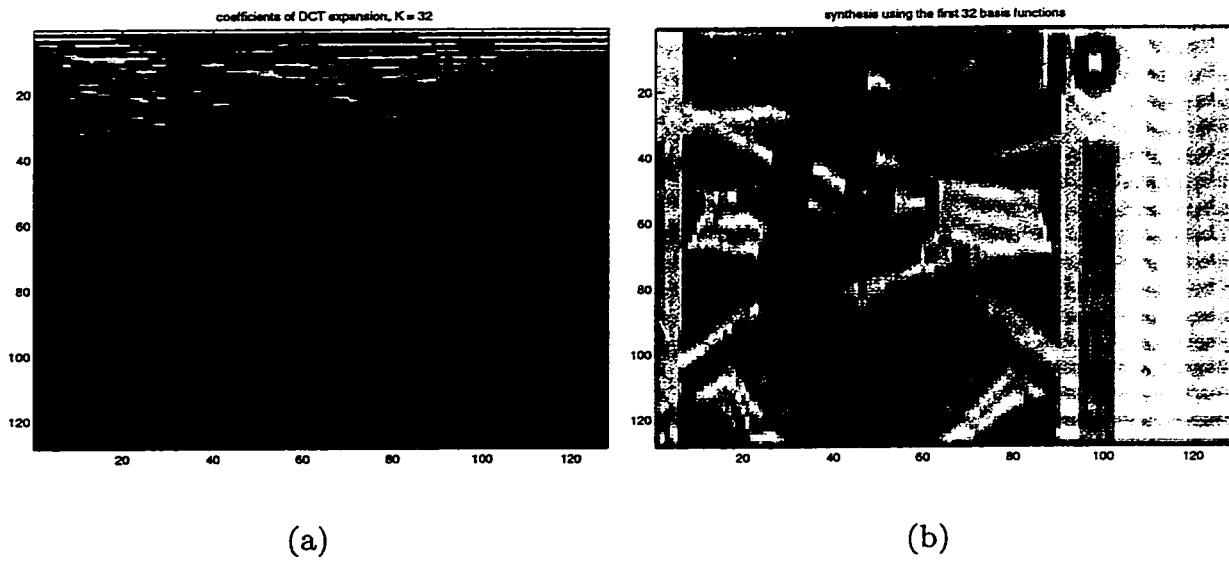 coefficients of DCT expansion, K = 32
synthesis using the first 32 basis functions
20
40
60
80
100
120
20 40 60 80 100 120
20
40
60
80
100
120
20 40 60 80 100 120
(a) (b)